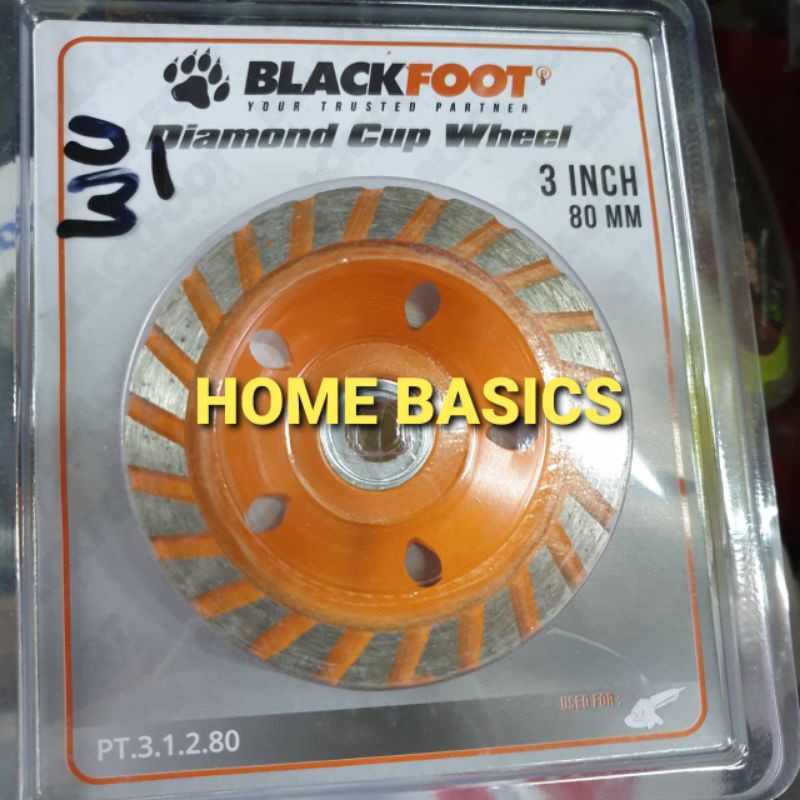 BLACKFOOT
YOUR TRUSTED PARTNER
Diamond Cup Wheel
3 INCH
80 MM
HOME BASICS
USED FOR :
PT.3.1.2.80